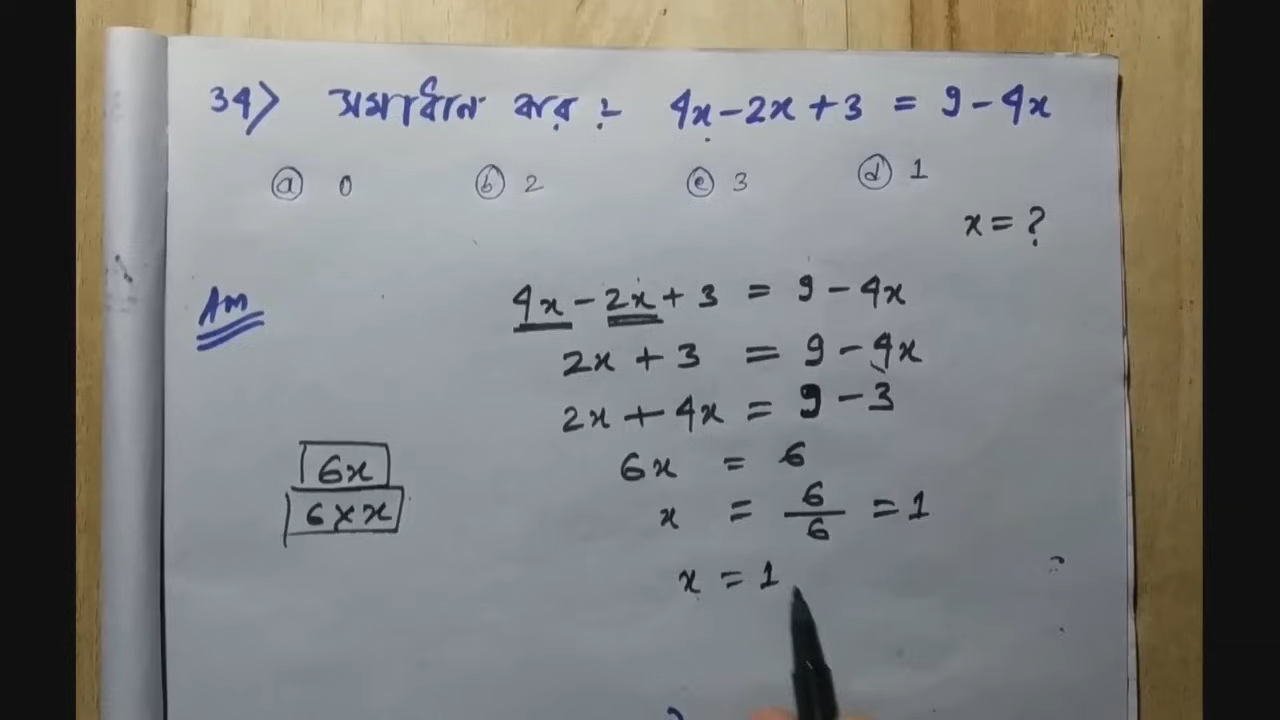 34> সমাধান কর :- 4x - 2x + 3 = 9 - 4x
ⓐ 0 ⓑ 2 ⓒ 3 ⓓ 1
x = ?
Ans
4x - 2x + 3 = 9 - 4x
2x + 3 = 9 - 4x
2x + 4x = 9 - 3
6x = 6
x = 6/6 = 1
x = 1
6x
6 × x